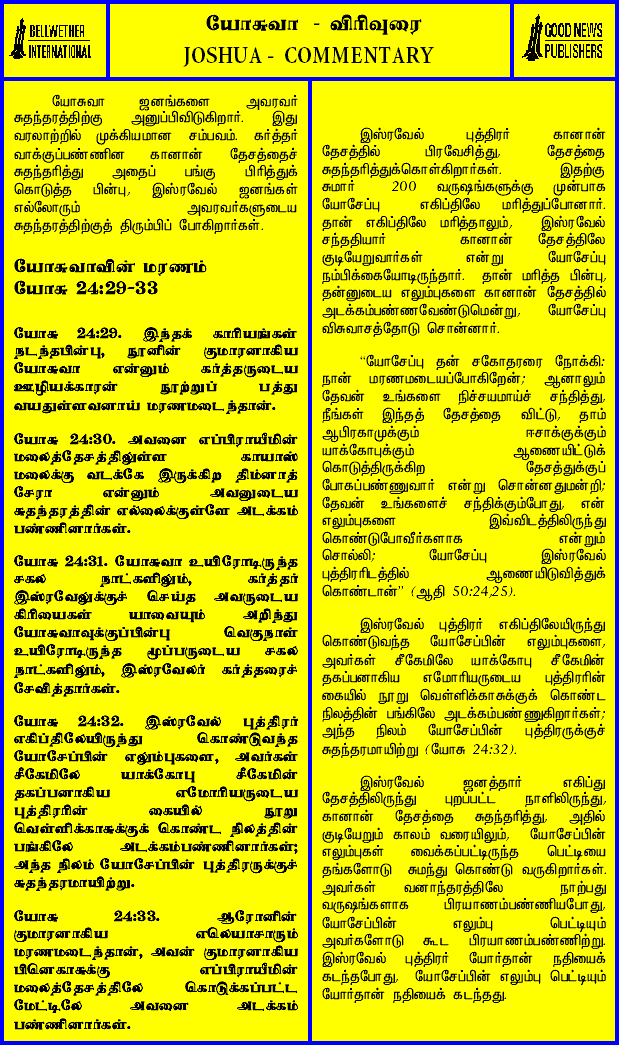 BELLWETHER
INTERNATIONAL
யோசுவா - விரிவுரை
JOSHUA - COMMENTARY
GOOD NEWS
PUBLISHERS
யோசுவா ஜனங்களை அவரவர்
சுதந்தரத்திற்கு அனுப்பிவிடுகிறார். இது
வரலாற்றில் முக்கியமான சம்பவம். கர்த்தர்
வாக்குப்பண்ணின கானான் தேசத்தைச்
சுதந்தரித்து அதைப் பங்கு பிரித்துக்
கொடுத்த பின்பு, இஸ்ரவேல் ஜனங்கள்
எல்லோரும் அவரவர்களுடைய
சுதந்தரத்திற்குத் திரும்பிப் போகிறார்கள்.
யோசுவாவின் மரணம்
யோசு 24:29-33
யோசு 24:29. இந்தக் காரியங்கள்
நடந்தபின்பு, நூனின் குமாரனாகிய
யோசுவா என்னும் கர்த்தருடைய
ஊழியக்காரன் நூற்றுப் பத்து
வயதுள்ளவனாய் மரணமடைந்தான்.
யோசு 24:30. அவனை எப்பிராயீமின்
மலைத்தேசத்திலுள்ள காயாஸ்
மலைக்கு வடக்கே இருக்கிற திம்னாத்
சேரா என்னும் அவனுடைய
சுதந்தரத்தின் எல்லைக்குள்ளே அடக்கம்
பண்ணினார்கள்.
யோசு 24:31. யோசுவா உயிரோடிருந்த
சகல நாட்களிலும், கர்த்தர்
இஸ்ரவேலுக்குச் செய்த அவருடைய
கிரியைகள் யாவையும் அறிந்து
யோசுவாவுக்குப்பின்பு வெகுநாள்
உயிரோடிருந்த மூப்பருடைய சகல
நாட்களிலும், இஸ்ரவேலர் கர்த்தரைச்
சேவித்தார்கள்.
யோசு 24:32. இஸ்ரவேல் புத்திரர்
எகிப்திலேயிருந்து கொண்டுவந்த
யோசேப்பின் எலும்புகளை, அவர்கள்
சீகேமிலே யாக்கோபு சீகேமின்
தகப்பனாகிய ஏமோரியருடைய
புத்திரரின் கையில் நூறு
வெள்ளிக்காசுக்குக் கொண்ட நிலத்தின்
பங்கிலே அடக்கம்பண்ணினார்கள்;
அந்த நிலம் யோசேப்பின் புத்திரருக்குச்
சுதந்தரமாயிற்று.
யோசு 24:33. ஆரோனின்
குமாரனாகிய எலெயாசாரும்
மரணமடைந்தான், அவன் குமாரனாகிய
பினெகாசுக்கு எப்பிராயீமின்
மலைத்தேசத்திலே கொடுக்கப்பட்ட
மேட்டிலே அவனை அடக்கம்
பண்ணினார்கள்.
இஸ்ரவேல் புத்திரர் கானான்
தேசத்தில் பிரவேசித்து, தேசத்தை
சுதந்தரித்துக்கொள்கிறார்கள். இதற்கு
சுமார் 200 வருஷங்களுக்கு முன்பாக
யோசேப்பு எகிப்திலே மரித்துப்போனார்.
தான் எகிப்திலே மரித்தாலும், இஸ்ரவேல்
சந்ததியார் கானான் தேசத்திலே
குடியேறுவார்கள் என்று யோசேப்பு
நம்பிக்கையோடிருந்தார். தான் மரித்த பின்பு,
தன்னுடைய எலும்புகளை கானான் தேசத்தில்
அடக்கம்பண்ணவேண்டுமென்று, யோசேப்பு
விசுவாசத்தோடு சொன்னார்.
“யோசேப்பு தன் சகோதரரை நோக்கி:
நான் மரணமடையப்போகிறேன்; ஆனாலும்
தேவன் உங்களை நிச்சயமாய்ச் சந்தித்து,
நீங்கள் இந்தத் தேசத்தை விட்டு, தாம்
ஆபிரகாமுக்கும் ஈசாக்குக்கும்
யாக்கோபுக்கும் ஆணையிட்டுக்
கொடுத்திருக்கிற தேசத்துக்குப்
போகப்பண்ணுவார் என்று சொன்னதுமன்றி;
தேவன் உங்களைச் சந்திக்கும்போது, என்
எலும்புகளை இவ்விடத்திலிருந்து
கொண்டுபோவீர்களாக என்றும்
சொல்லி; யோசேப்பு இஸ்ரவேல்
புத்திரரிடத்தில் ஆணையிடுவித்துக்
கொண்டான்” (ஆதி 50:24,25).
இஸ்ரவேல் புத்திரர் எகிப்திலேயிருந்து
கொண்டுவந்த யோசேப்பின் எலும்புகளை,
அவர்கள் சீகேமிலே யாக்கோபு சீகேமின்
தகப்பனாகிய எமோரியருடைய புத்திரரின்
கையில் நூறு வெள்ளிக்காசுக்குக் கொண்ட
நிலத்தின் பங்கிலே அடக்கம்பண்ணுகிறார்கள்;
அந்த நிலம் யோசேப்பின் புத்திரருக்குச்
சுதந்தரமாயிற்று (யோசு 24:32).
இஸ்ரவேல் ஜனத்தார் எகிப்து
தேசத்திலிருந்து புறப்பட்ட நாளிலிருந்து,
கானான் தேசத்தை சுதந்தரித்து, அதில்
குடியேறும் காலம் வரையிலும், யோசேப்பின்
எலும்புகள் வைக்கப்பட்டிருந்த பெட்டியை
தங்களோடு சுமந்து கொண்டு வருகிறார்கள்.
அவர்கள் வனாந்தரத்திலே நாற்பது
வருஷங்களாக பிரயாணம்பண்ணியபோது,
யோசேப்பின் எலும்பு பெட்டியும்
அவர்களோடு கூட பிரயாணம்பண்ணிற்று.
இஸ்ரவேல் புத்திரர் யோர்தான் நதியைக்
கடந்தபோது, யோசேப்பின் எலும்பு பெட்டியும்
யோர்தான் நதியைக் கடந்தது.